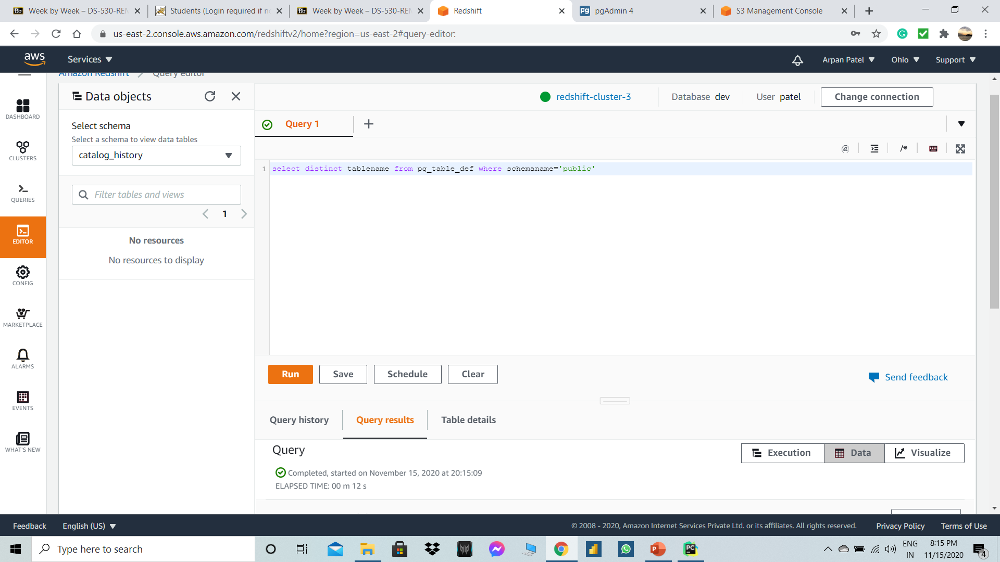 Week by Week – DS-530-REM
Students (Login required if no
Week by Week – DS-530-REM
Redshift
pgAdmin 4
S3 Management Console
us-east-2.console.aws.amazon.com/redshiftv2/home?region=us-east-2#query-editor:
aws
Services
Arpan Patel
Ohio
Support
Amazon Redshift
Query editor
Data objects
redshift-cluster-3
Database dev
User patel
Change connection
DASHBOARD
CLUSTERS
QUERIES
EDITOR
CONFIG
MARKETPLACE
ALARMS
EVENTS
WHAT'S NEW
Select schema
Select a schema to view data tables
catalog_history
Filter tables and views
1
No resources
No resources to display
Query 1
@
/*
1 select distinct tablename from pg_table_def where schemaname='public'
Run
Save
Schedule
Clear
Send feedback
Query history
Query results
Table details
Query
Execution
Data
Visualize
Completed, started on November 15, 2020 at 20:15:09
ELAPSED TIME: 00 m 12 s
Feedback
English (US)
© 2008 - 2020, Amazon Internet Services Private Ltd. or its affiliates. All rights reserved.
Privacy Policy
Terms of Use
Type here to search
ENG
IN
8:15 PM
11/15/2020
4